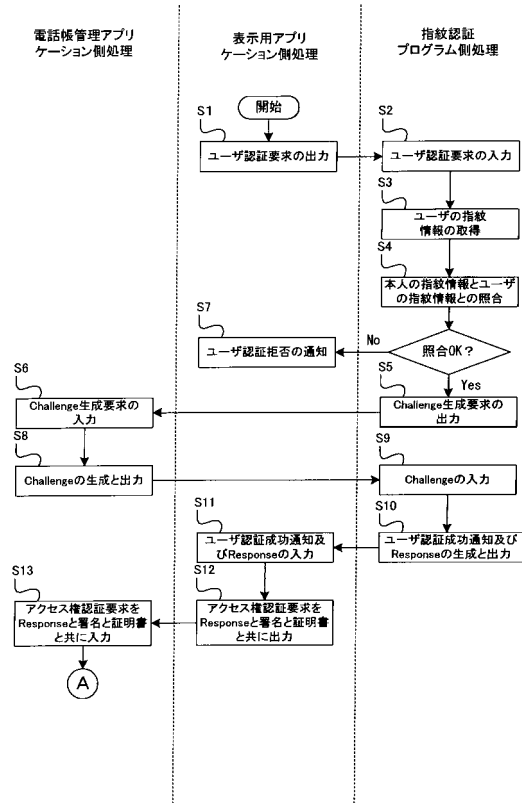 電話帳管理アプリ
ケーション側処理
表示用アプリ
ケーション側処理
指紋認証
プログラム側処理
開始
S1
ユーザ認証要求の出力
S2
ユーザ認証要求の入力
S3
ユーザの指紋
情報の取得
S4
本人の指紋情報とユーザ
の指紋情報との照合
照合OK?
No
Yes
S7
ユーザ認証拒否の通知
S5
Challenge生成要求の
出力
S6
Challenge生成要求の
入力
S8
Challengeの生成と出力
S9
Challengeの入力
S10
ユーザ認証成功通知及び
Responseの生成と出力
S11
ユーザ認証成功通知及
びResponseの入力
S12
アクセス権認証要求を
Responseと署名と証明書
と共に出力
S13
アクセス権認証要求を
Responseと署名と証明書
と共に入力
A